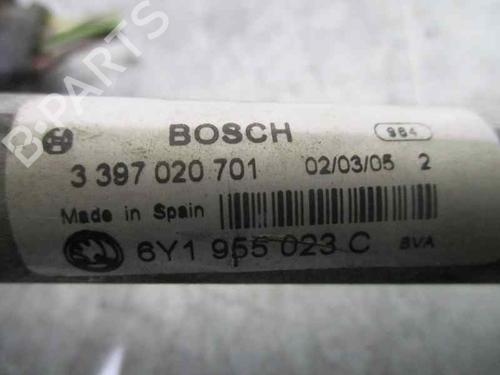 BOSCH 984
3 397 020 701 02/03/05 2
Made in Spain
6Y1 955 023 C BVA
B-PARTS